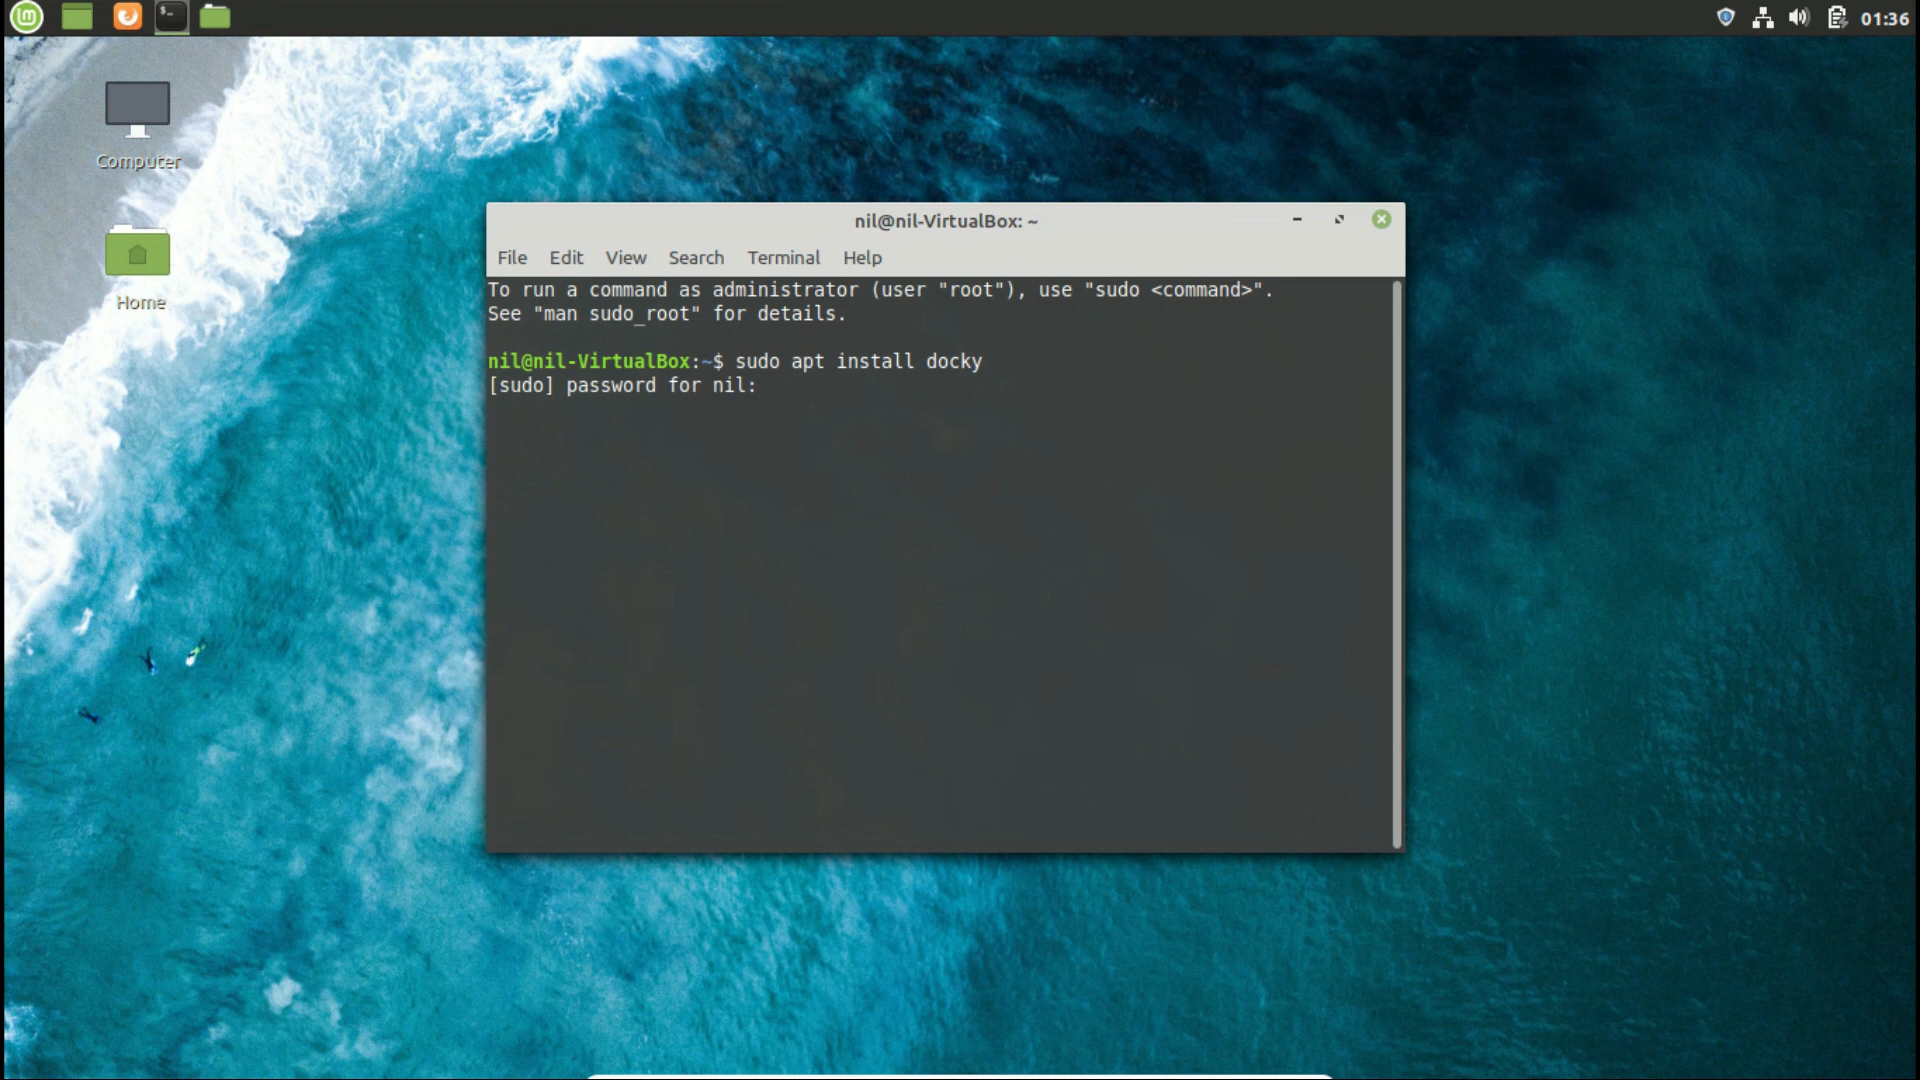 01:36
Computer
Home
nil@nil-VirtualBox: ~
File Edit View Search Terminal Help
To run a command as administrator (user "root"), use "sudo <command>".
See "man sudo_root" for details.
nil@nil-VirtualBox:~$ sudo apt install docky
[sudo] password for nil: